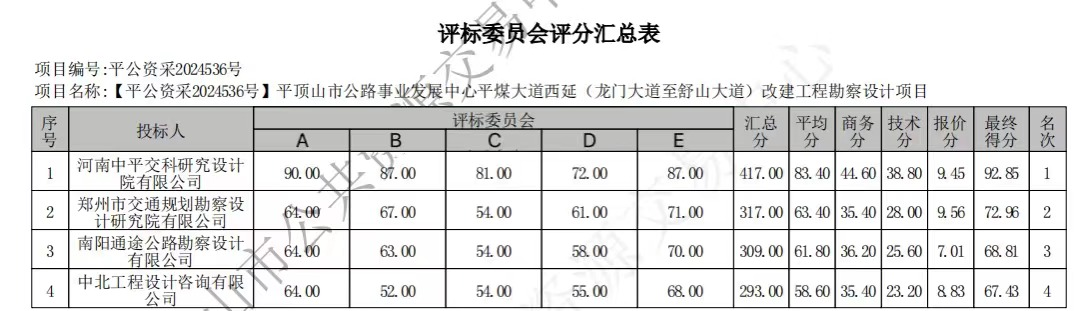 评标委员会评分汇总表
项目编号:平公资采2024536号
项目名称:【平公资采2024536号】平顶山市公路事业发展中心平煤大道西延（龙门大道至舒山大道）改建工程勘察设计项目
序号 投标人 评标委员会 汇总分 平均分 商务分 技术分 报价分 最终得分 名次
A B C D E
1 河南中平交科研究设计院有限公司 90.00 87.00 81.00 72.00 87.00 417.00 83.40 44.60 38.80 9.45 92.85 1
2 郑州市交通规划勘察设计研究院有限公司 64.00 67.00 54.00 61.00 71.00 317.00 63.40 35.40 28.00 9.56 72.96 2
3 南阳通途公路勘察设计有限公司 64.00 63.00 54.00 58.00 70.00 309.00 61.80 36.20 25.60 7.01 68.81 3
4 中北工程设计咨询有限公司 64.00 52.00 54.00 55.00 68.00 293.00 58.60 35.40 23.20 8.83 67.43 4